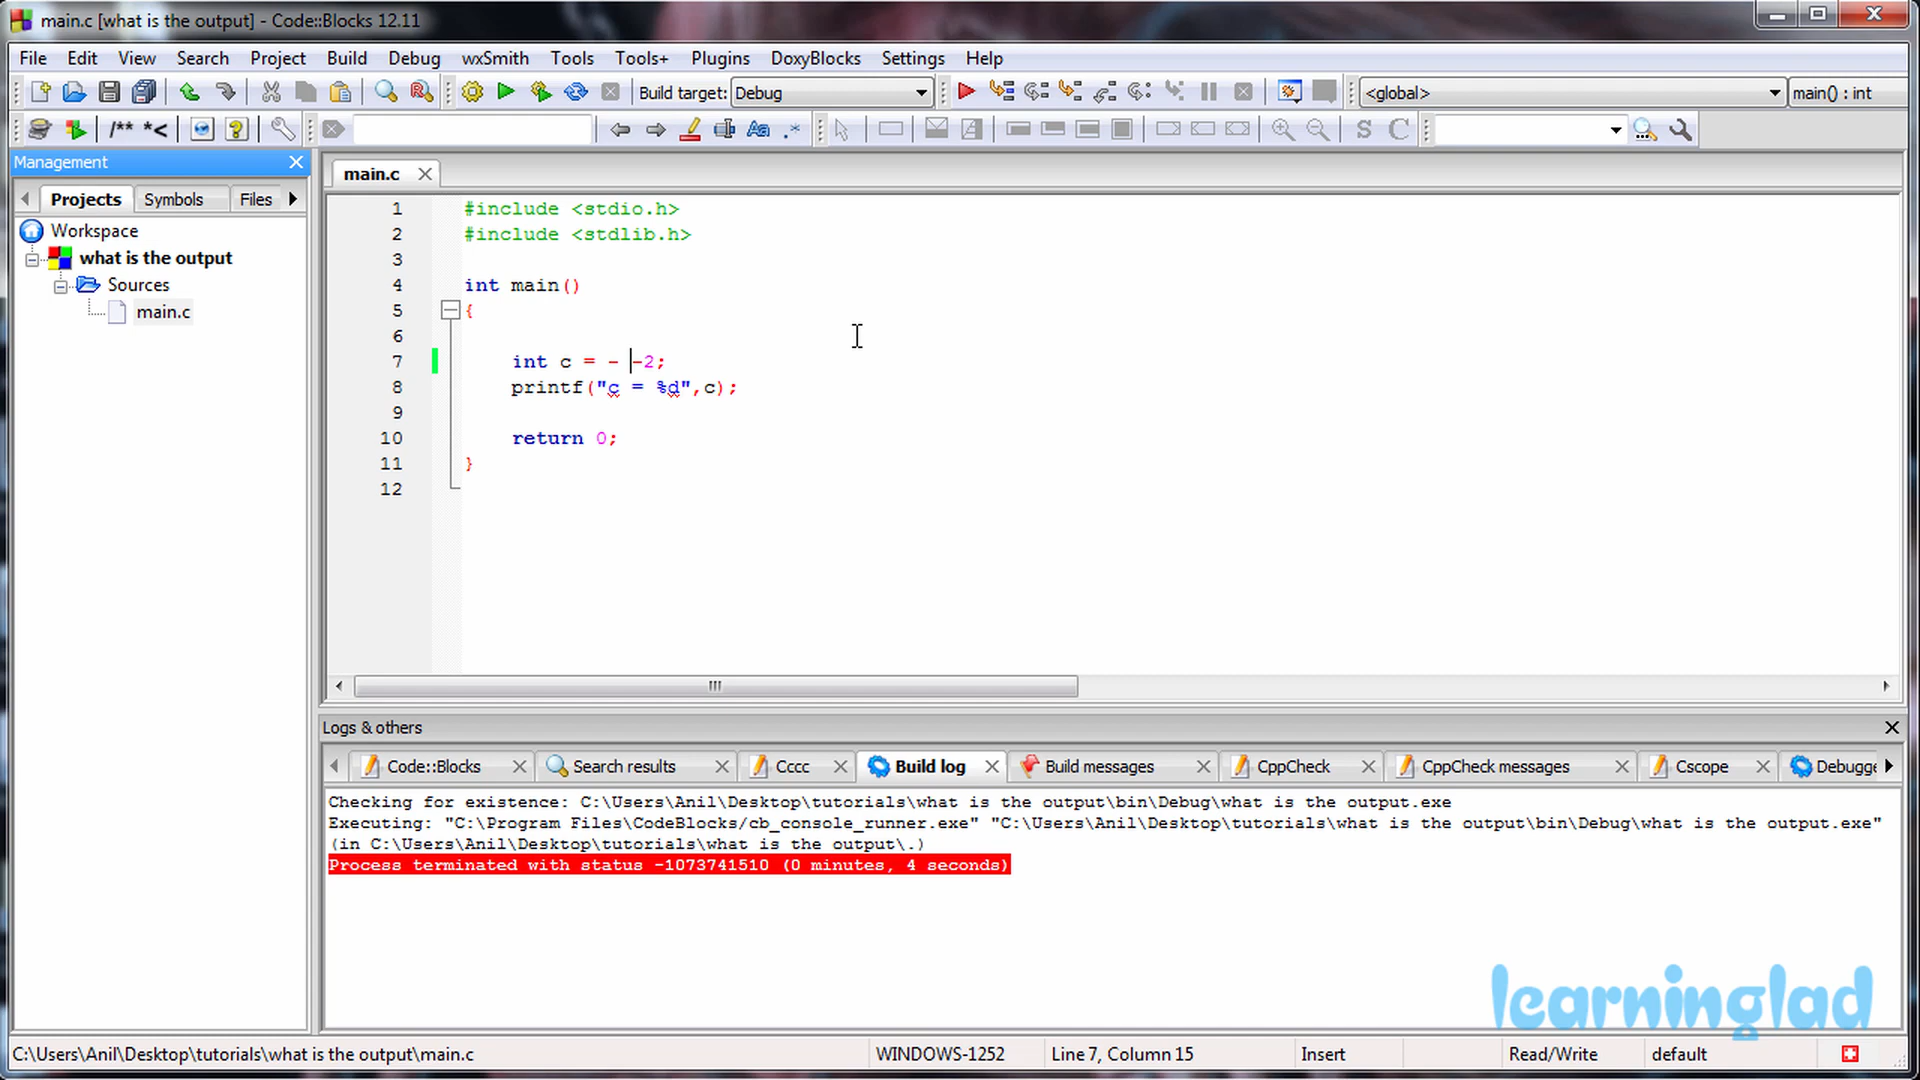 main.c [what is the output] - Code::Blocks 12.11
File Edit View Search Project Build Debug wxSmith Tools Tools+ Plugins DoxyBlocks Settings Help
Build target: Debug <global> main() : int
/** *< Aa .* S C
Management
Projects Symbols Files
Workspace
what is the output
Sources
main.c
main.c
1 #include <stdio.h>
2 #include <stdlib.h>
3
4 int main()
5 {
6
7 int c = - -2;
8 printf("c = %d",c);
9
10 return 0;
11 }
12
Logs & others
Code::Blocks Search results Cccc Build log Build messages CppCheck CppCheck messages Cscope Debugge
Checking for existence: C:\Users\Anil\Desktop\tutorials\what is the output\bin\Debug\what is the output.exe
Executing: "C:\Program Files\CodeBlocks/cb_console_runner.exe" "C:\Users\Anil\Desktop\tutorials\what is the output\bin\Debug\what is the output.exe"
(in C:\Users\Anil\Desktop\tutorials\what is the output\.)
Process terminated with status -1073741510 (0 minutes, 4 seconds)
learninglad
C:\Users\Anil\Desktop\tutorials\what is the output\main.c WINDOWS-1252 Line 7, Column 15 Insert Read/Write default